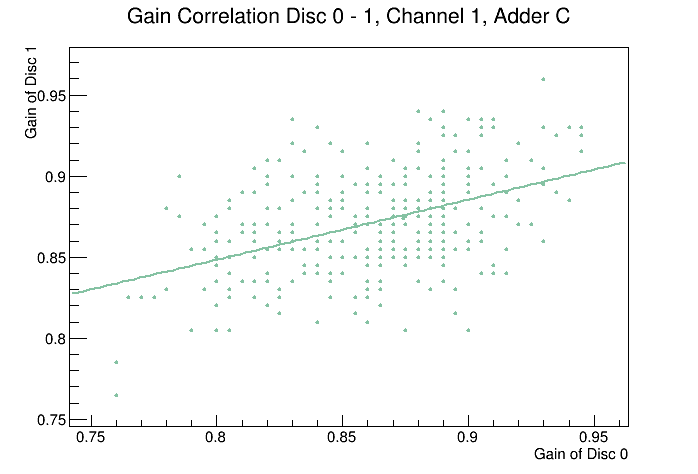 Gain Correlation Disc 0 - 1, Channel 1, Adder C
Gain of Disc 1
0.95
0.9
0.85
0.8
0.75
0.75 0.8 0.85 0.9 0.95
Gain of Disc 0